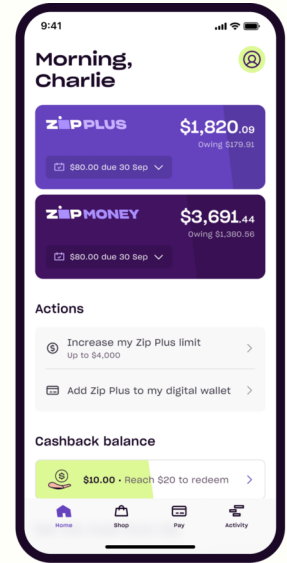 9:41
Morning,
Charlie
ZIP PLUS
$1,820.09
Owing $179.91
$80.00 due 30 Sep
ZIP MONEY
$3,691.44
Owing $1,380.56
$80.00 due 30 Sep
Actions
Increase my Zip Plus limit
Up to $4,000
Add Zip Plus to my digital wallet
Cashback balance
$10.00 • Reach $20 to redeem
Home Shop Pay Activity